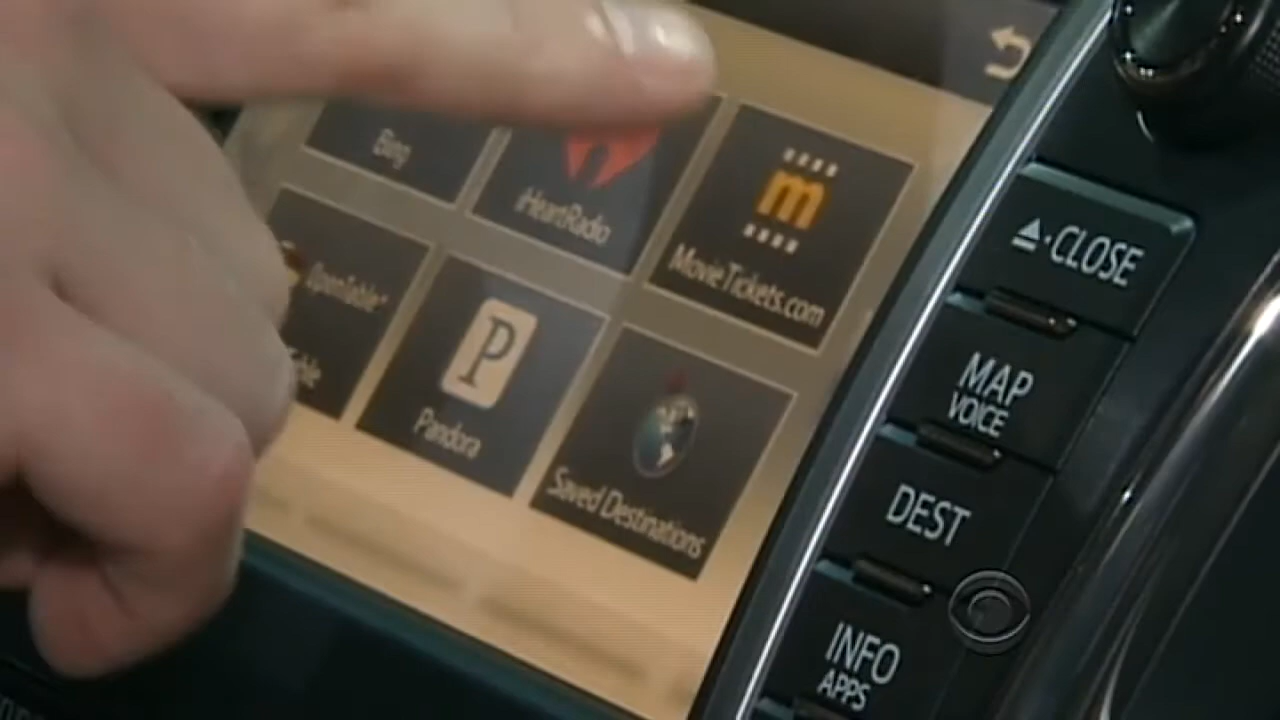 Bing
iHeartRadio
m
MovieTickets.com
OpenTable
P
Pandora
Saved Destinations
CLOSE
MAP
VOICE
DEST
INFO
APPS